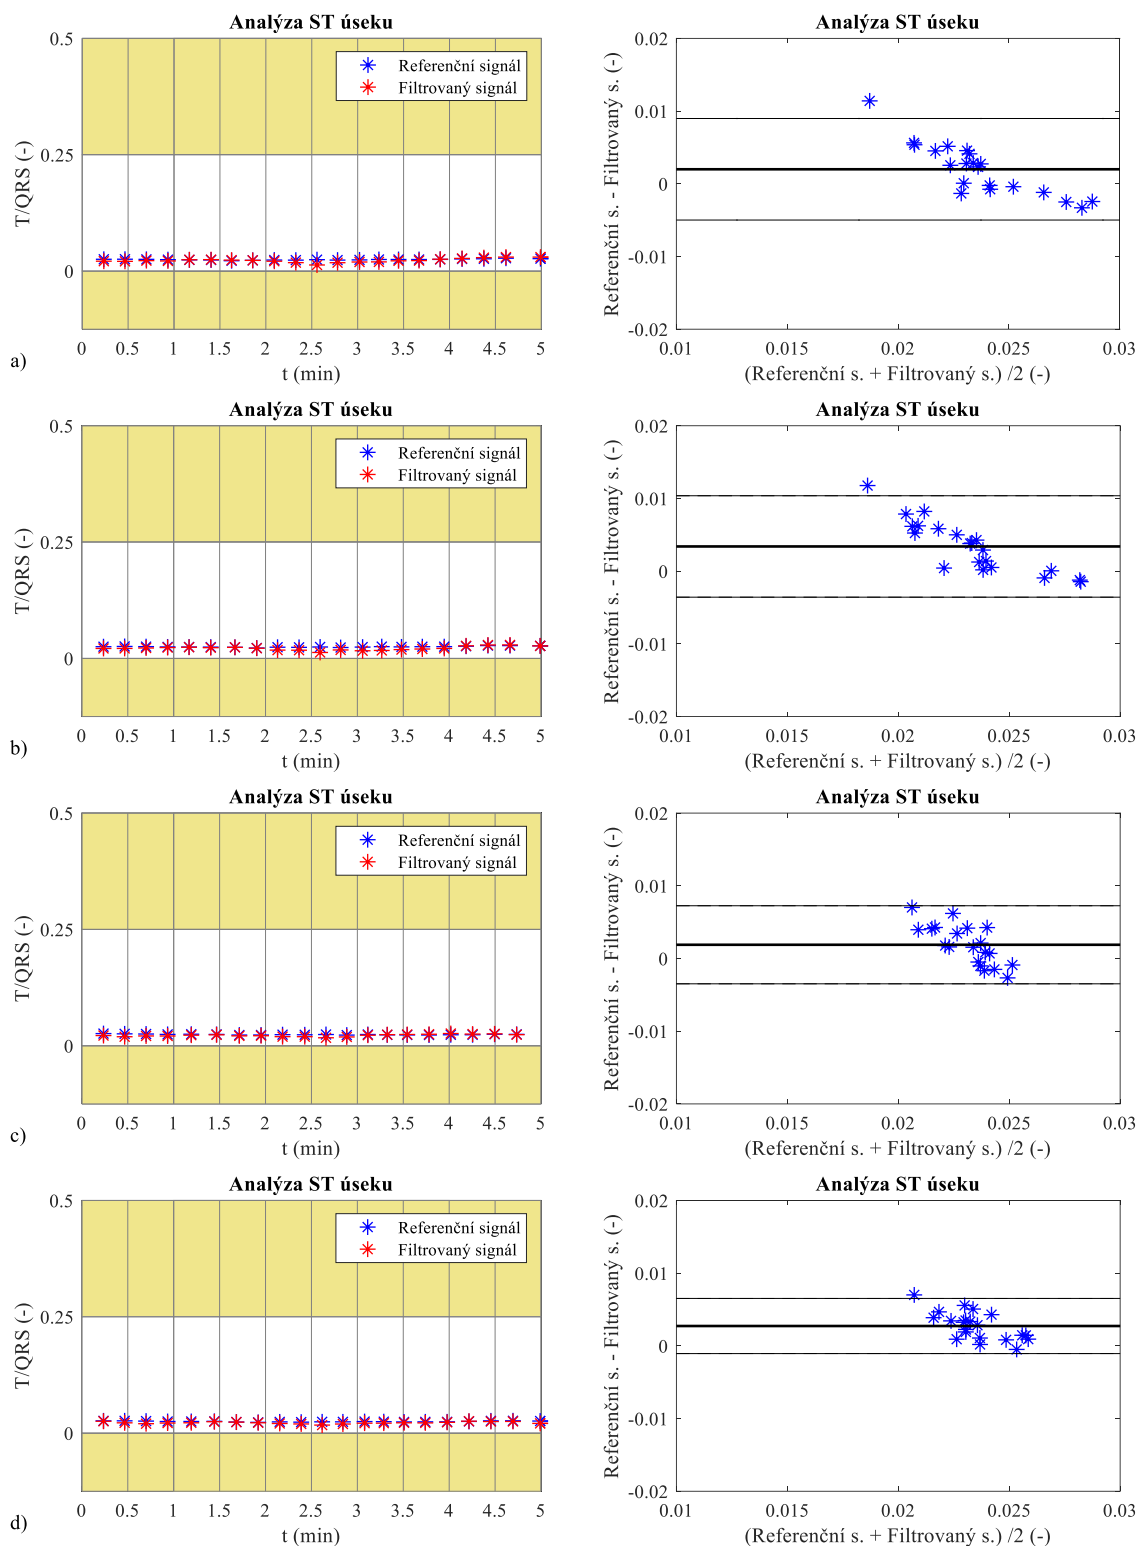 Analýza ST úseku
0.5
0.25
0
T/QRS (-)
Referenční signál
Filtrovaný signál
0 0.5 1 1.5 2 2.5 3 3.5 4 4.5 5
t (min)
a)
Analýza ST úseku
0.02
0.01
0
-0.01
-0.02
Referenční s. - Filtrovaný s. (-)
0.01 0.015 0.02 0.025 0.03
(Referenční s. + Filtrovaný s.) /2 (-)
Analýza ST úseku
0.5
0.25
0
T/QRS (-)
Referenční signál
Filtrovaný signál
0 0.5 1 1.5 2 2.5 3 3.5 4 4.5 5
t (min)
b)
Analýza ST úseku
0.02
0.01
0
-0.01
-0.02
Referenční s. - Filtrovaný s. (-)
0.01 0.015 0.02 0.025 0.03
(Referenční s. + Filtrovaný s.) /2 (-)
Analýza ST úseku
0.5
0.25
0
T/QRS (-)
Referenční signál
Filtrovaný signál
0 0.5 1 1.5 2 2.5 3 3.5 4 4.5 5
t (min)
c)
Analýza ST úseku
0.02
0.01
0
-0.01
-0.02
Referenční s. - Filtrovaný s. (-)
0.01 0.015 0.02 0.025 0.03
(Referenční s. + Filtrovaný s.) /2 (-)
Analýza ST úseku
0.5
0.25
0
T/QRS (-)
Referenční signál
Filtrovaný signál
0 0.5 1 1.5 2 2.5 3 3.5 4 4.5 5
t (min)
d)
Analýza ST úseku
0.02
0.01
0
-0.01
-0.02
Referenční s. - Filtrovaný s. (-)
0.01 0.015 0.02 0.025 0.03
(Referenční s. + Filtrovaný s.) /2 (-)